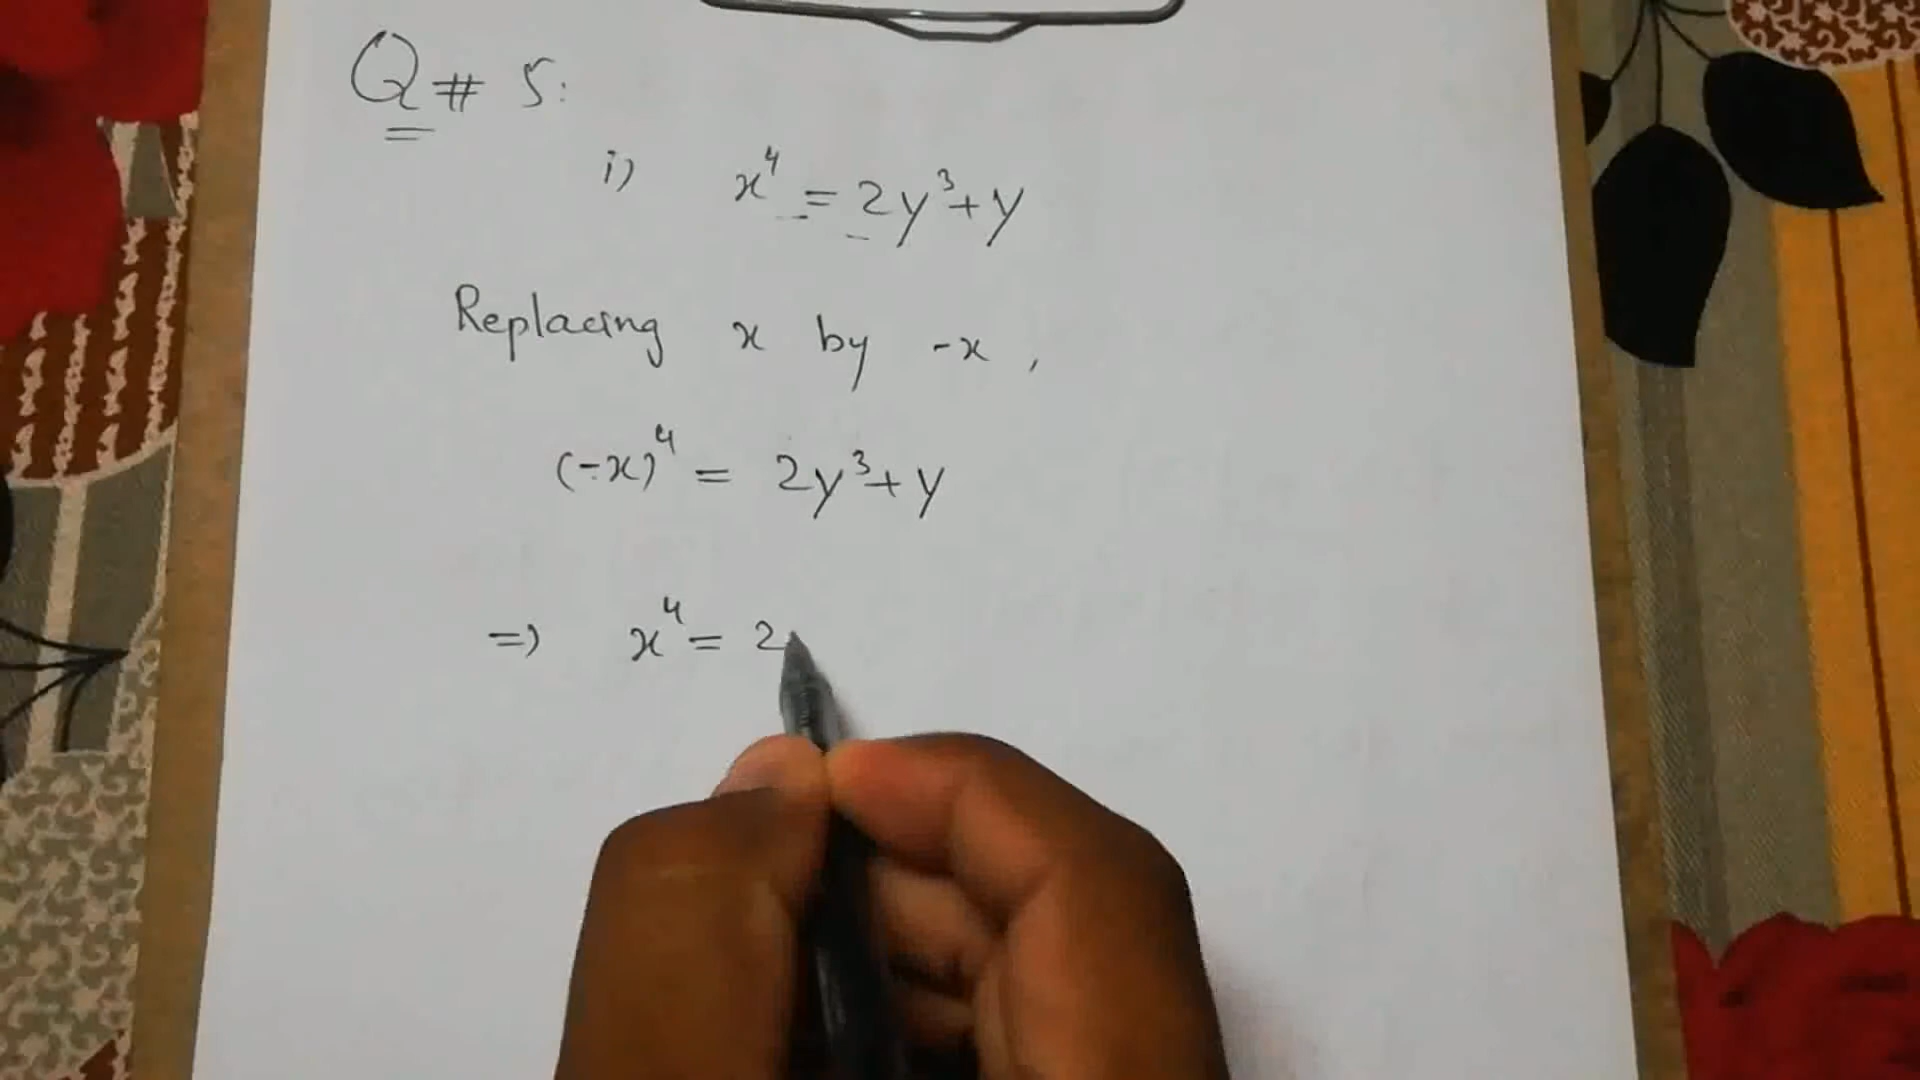 Q # 5:
i) x⁴ = 2y³+y
Replacing x by -x,
(-x)⁴ = 2y³+y
=) x⁴ = 2